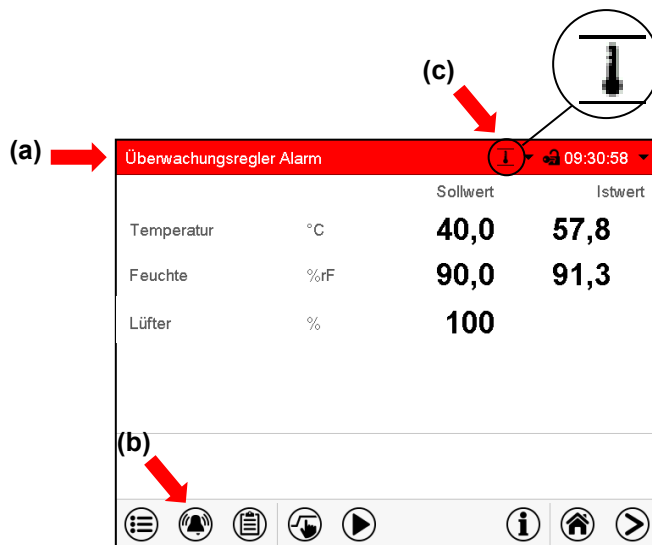 (c)
(a)
Überwachungsregler Alarm 09:30:58
Sollwert Istwert
Temperatur °C 40,0 57,8
Feuchte %rF 90,0 91,3
Lüfter % 100
(b)